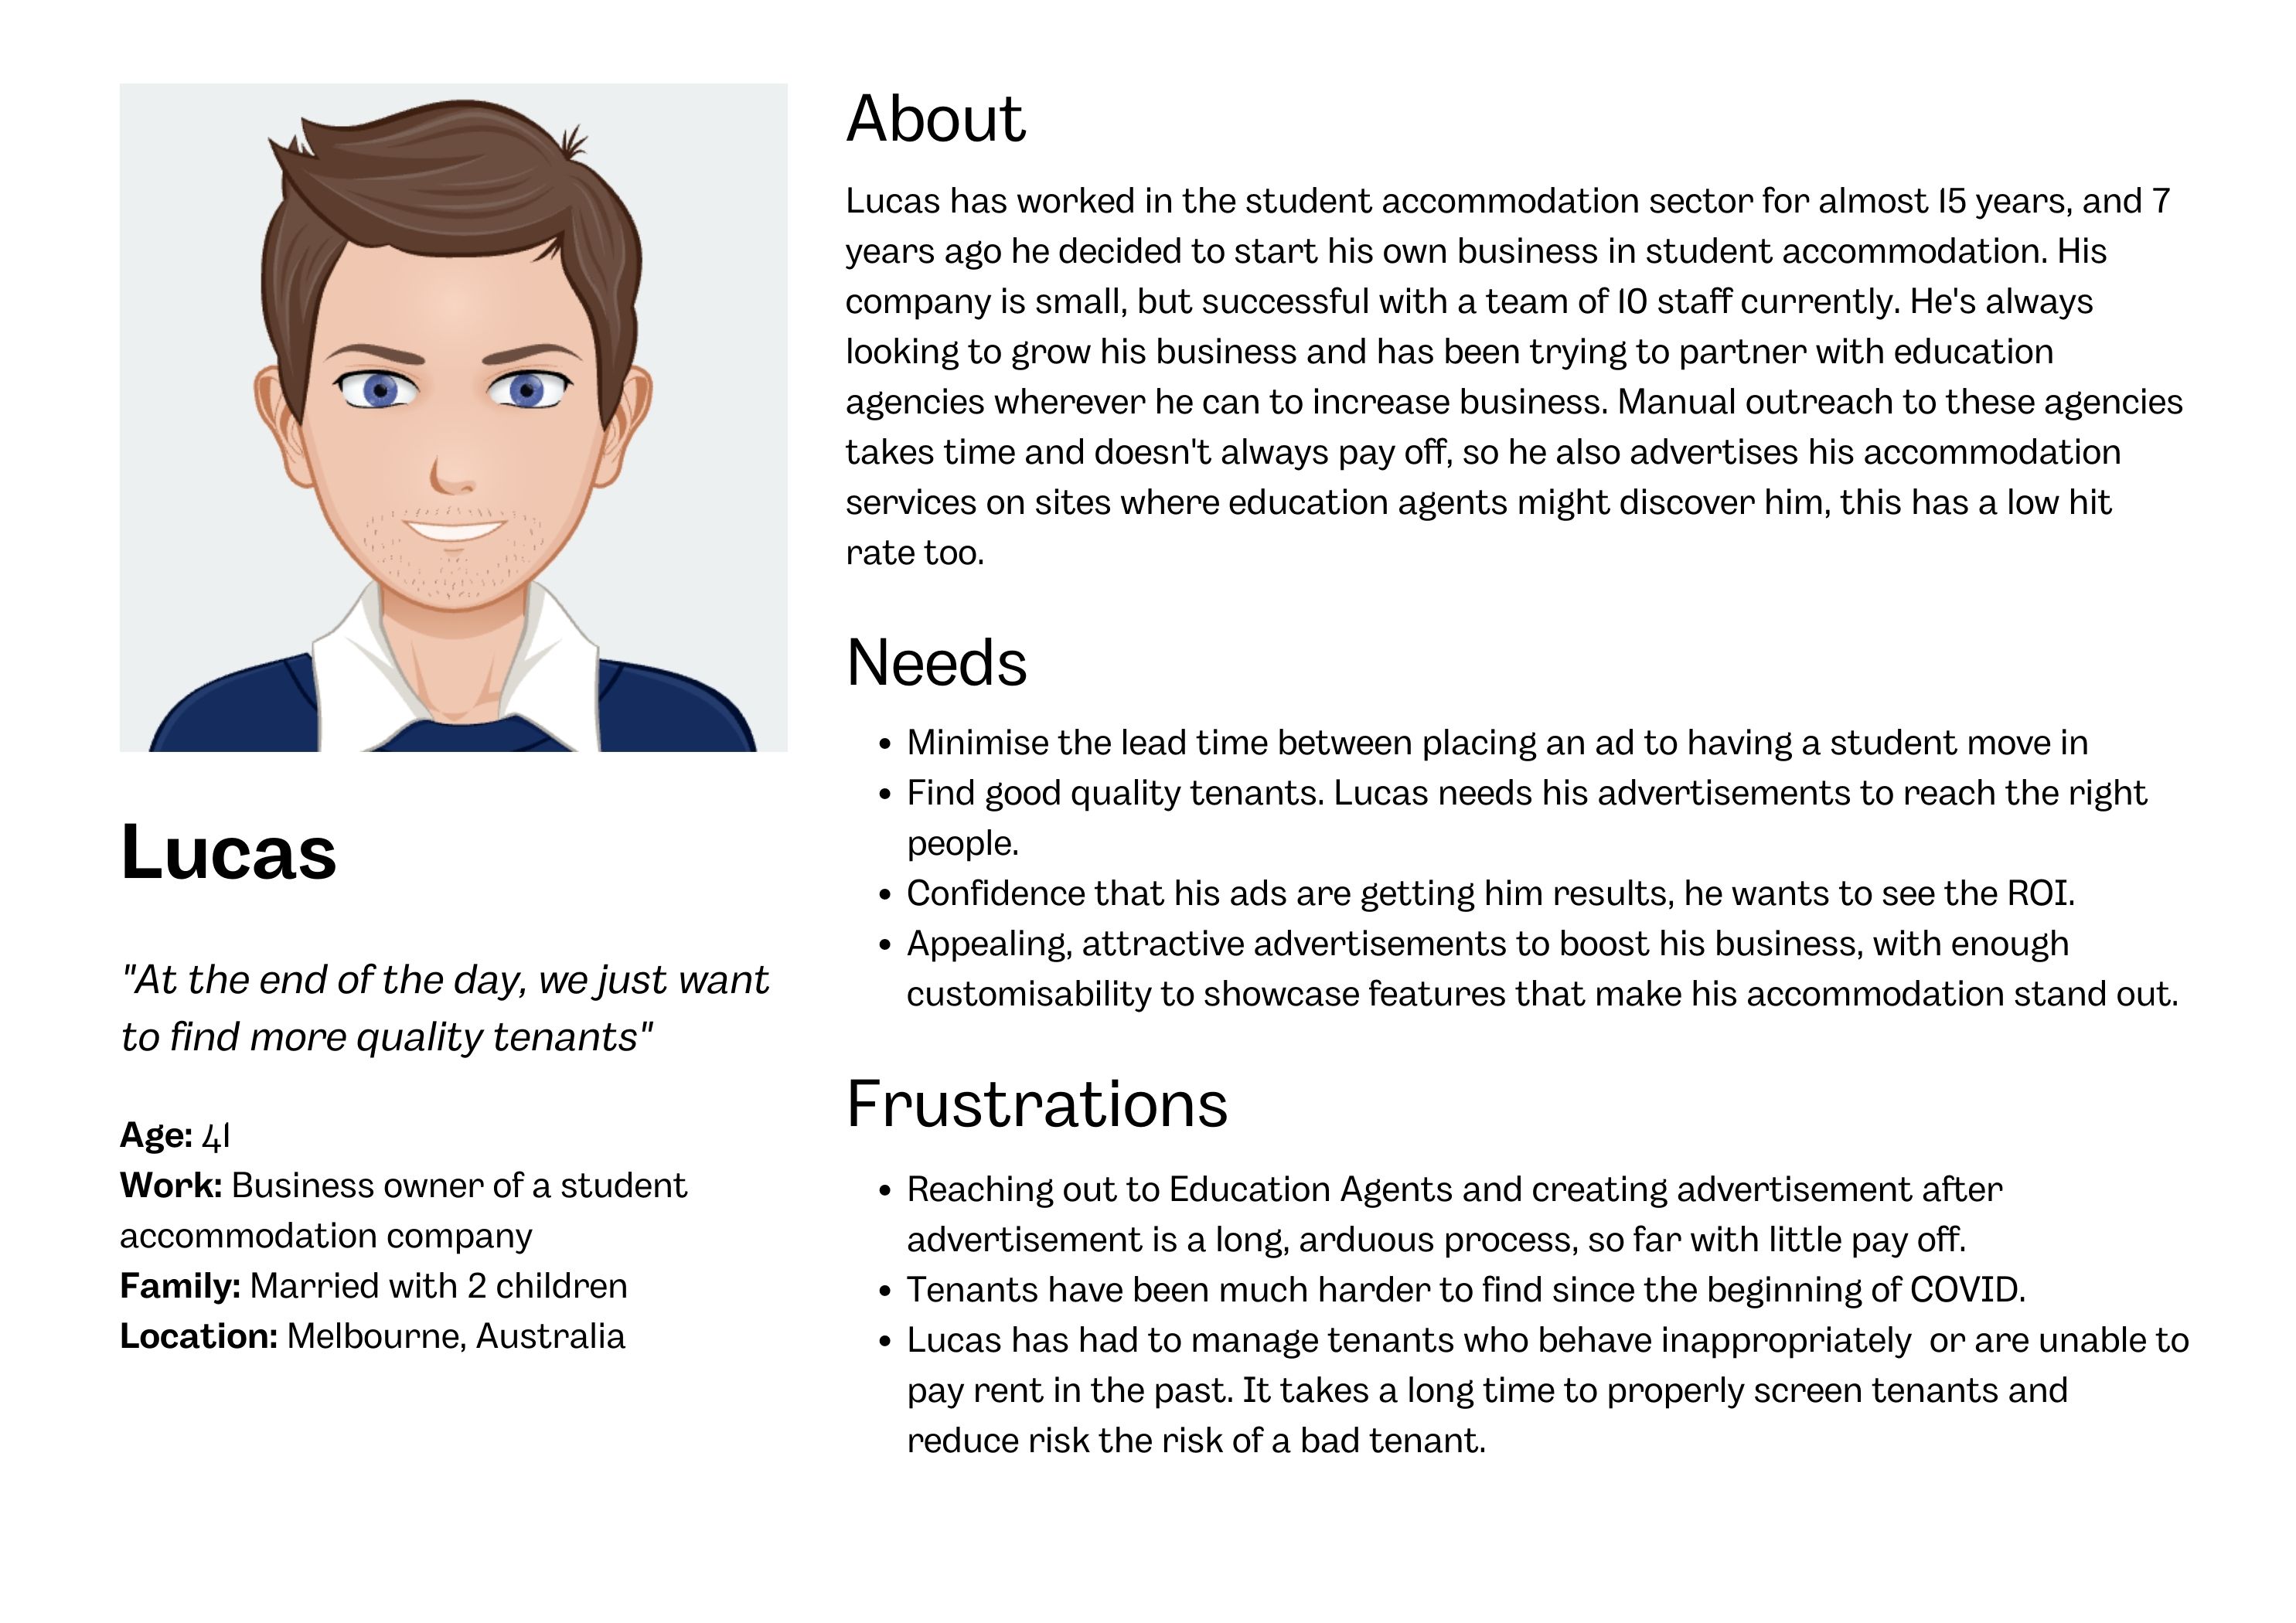 Lucas
"At the end of the day, we just want
to find more quality tenants"
Age: 41
Work: Business owner of a student
accommodation company
Family: Married with 2 children
Location: Melbourne, Australia
About
Lucas has worked in the student accommodation sector for almost 15 years, and 7
years ago he decided to start his own business in student accommodation. His
company is small, but successful with a team of 10 staff currently. He's always
looking to grow his business and has been trying to partner with education
agencies wherever he can to increase business. Manual outreach to these agencies
takes time and doesn't always pay off, so he also advertises his accommodation
services on sites where education agents might discover him, this has a low hit
rate too.
Needs
• Minimise the lead time between placing an ad to having a student move in
• Find good quality tenants. Lucas needs his advertisements to reach the right
people.
• Confidence that his ads are getting him results, he wants to see the ROI.
• Appealing, attractive advertisements to boost his business, with enough
customisability to showcase features that make his accommodation stand out.
Frustrations
• Reaching out to Education Agents and creating advertisement after
advertisement is a long, arduous process, so far with little pay off.
• Tenants have been much harder to find since the beginning of COVID.
• Lucas has had to manage tenants who behave inappropriately  or are unable to
pay rent in the past. It takes a long time to properly screen tenants and
reduce risk the risk of a bad tenant.